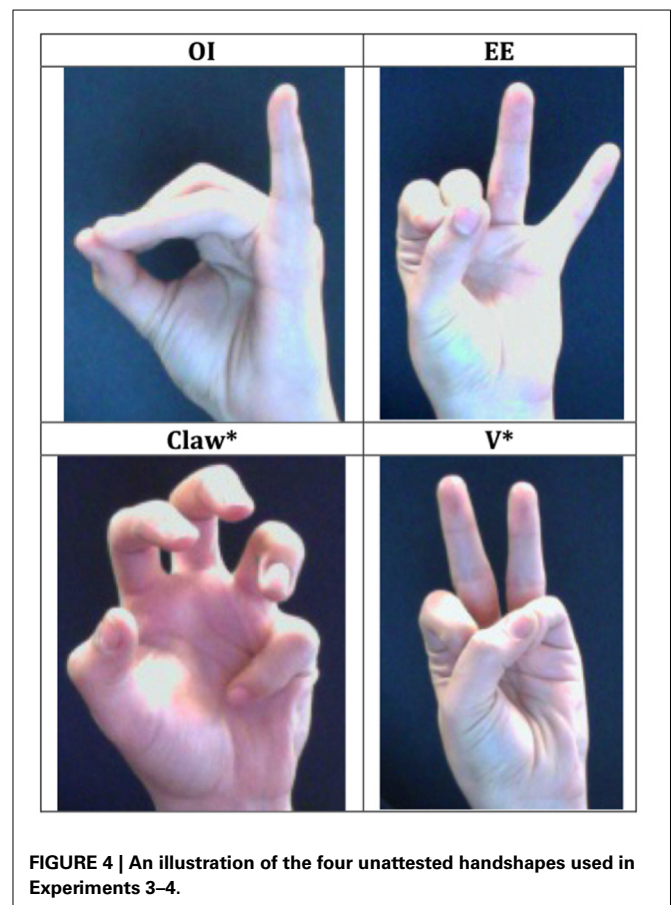 OI EE
Claw* V*
FIGURE 4 | An illustration of the four unattested handshapes used in
Experiments 3–4.